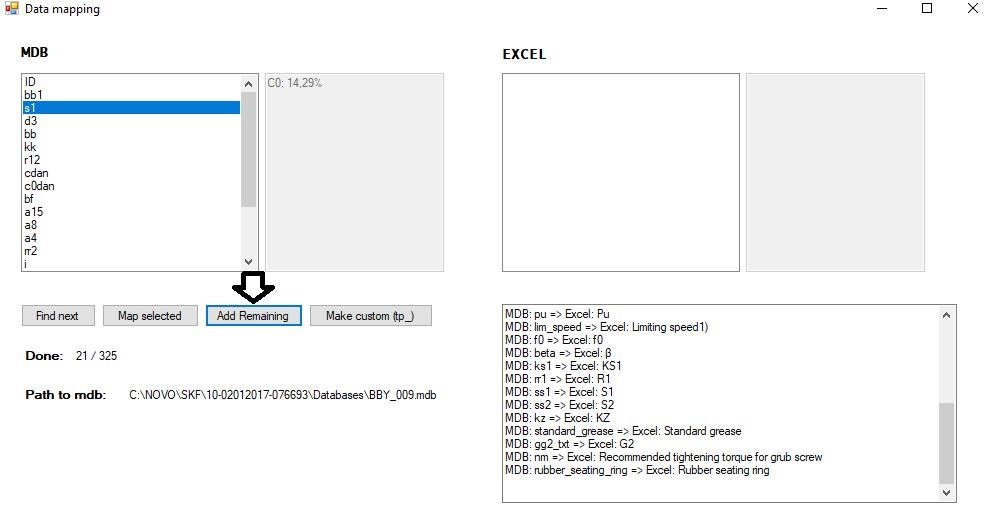 Data mapping
MDB
EXCEL
ID
bb1
s1
d3
bb
kk
r12
cdan
c0dan
bf
a15
a8
a4
rr2
i
C0: 14,29%
Find next
Map selected
Add Remaining
Make custom (tp_)
Done: 21 / 325
Path to mdb: C:\NOVO\SKF\10-02012017-076693\Databases\BBY_009.mdb
MDB: pu => Excel: Pu
MDB: lim_speed => Excel: Limiting speed1)
MDB: f0 => Excel: f0
MDB: beta => Excel: β
MDB: ks1 => Excel: KS1
MDB: rr1 => Excel: R1
MDB: ss1 => Excel: S1
MDB: ss2 => Excel: S2
MDB: kz => Excel: KZ
MDB: standard_grease => Excel: Standard grease
MDB: gg2_txt => Excel: G2
MDB: nm => Excel: Recommended tightening torque for grub screw
MDB: rubber_seating_ring => Excel: Rubber seating ring